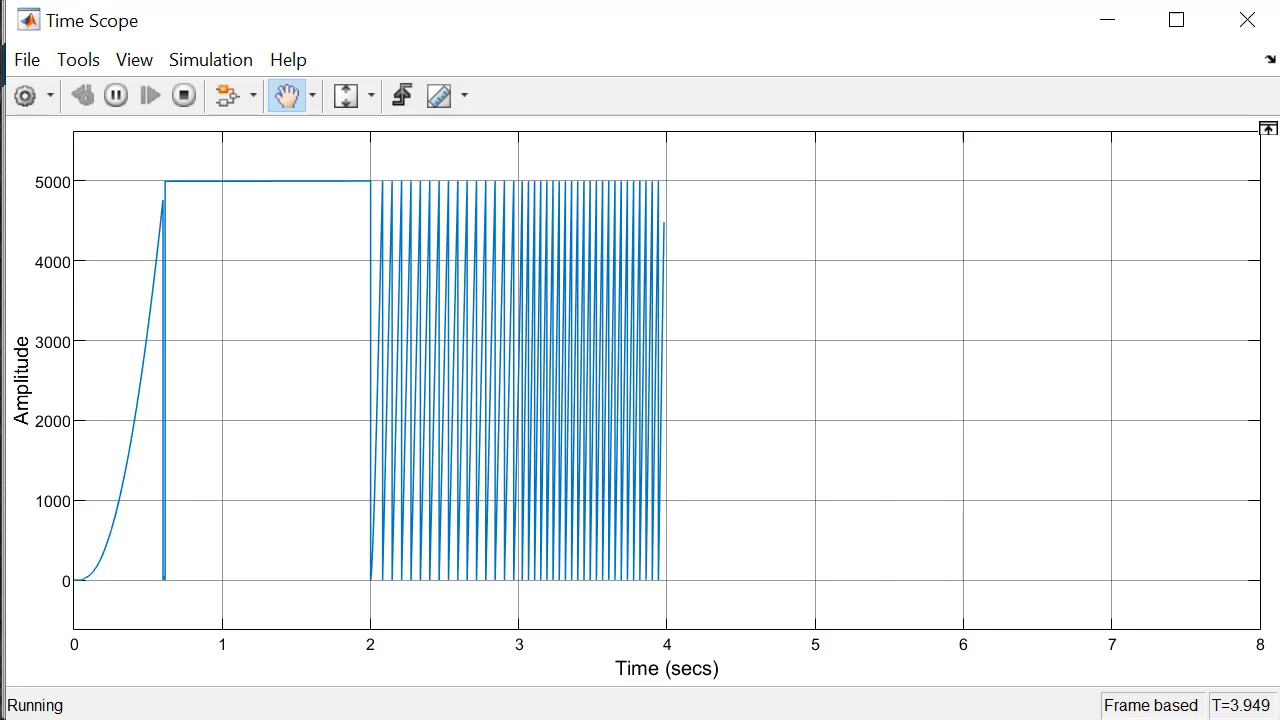 Time Scope
File Tools View Simulation Help
5000
4000
3000
2000
1000
0
Amplitude
0 1 2 3 4 5 6 7 8
Time (secs)
Running
Frame based T=3.949